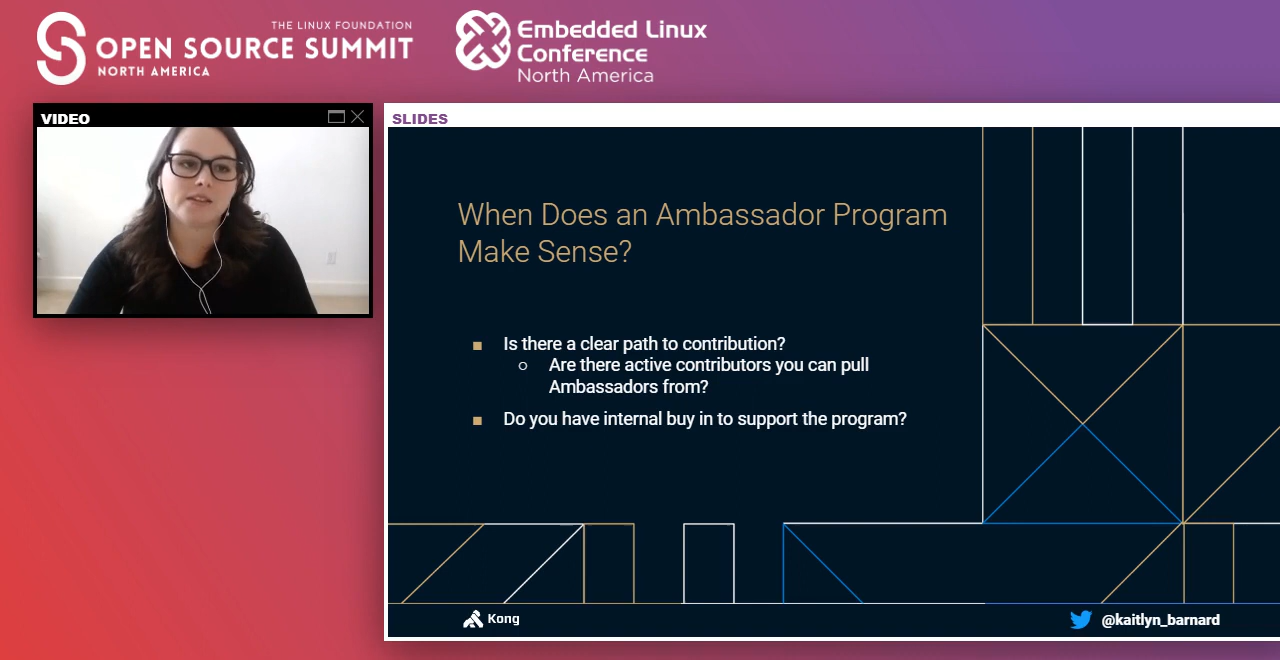 THE LINUX FOUNDATION
OPEN SOURCE SUMMIT
NORTH AMERICA
Embedded Linux
Conference
North America
VIDEO
SLIDES
When Does an Ambassador Program
Make Sense?
Is there a clear path to contribution?
Are there active contributors you can pull
Ambassadors from?
Do you have internal buy in to support the program?
Kong
@kaitlyn_barnard